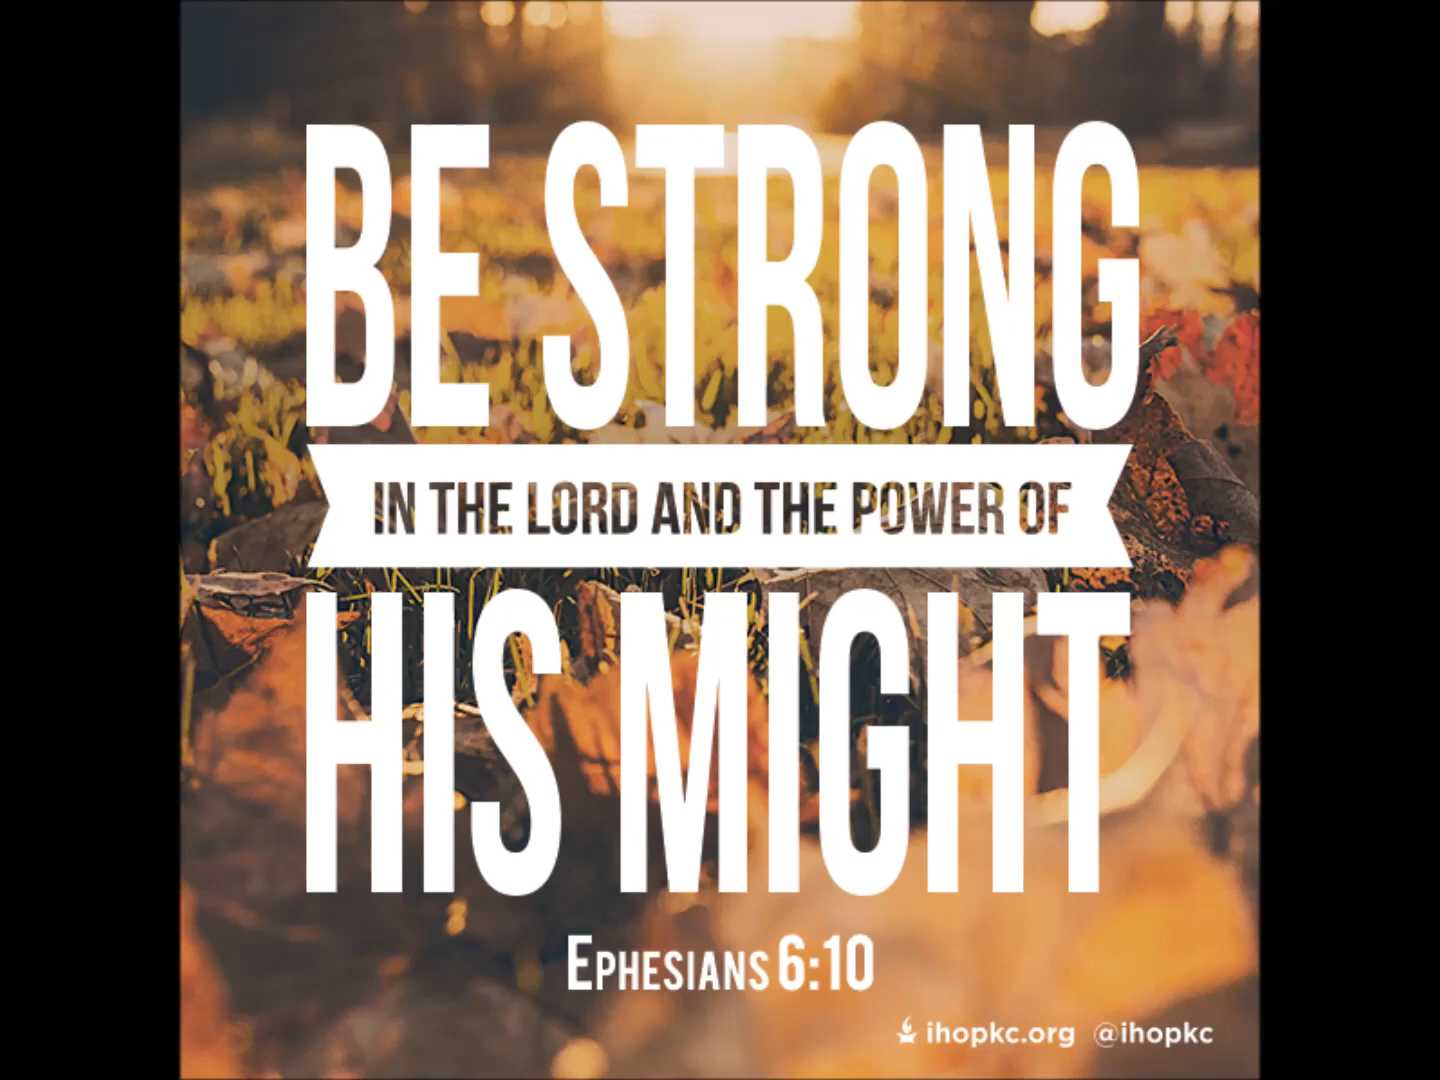 BE STRONG
IN THE LORD AND THE POWER OF
HIS MIGHT
EPHESIANS 6:10
ihopkc.org @ihopkc